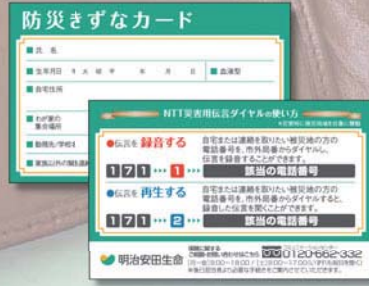 防災きずなカード
■氏 名
■生年月日 明 大 昭 平 年 月 日 ■血液型
■自宅住所
■わが家の
集合場所
■勤務先/学校
NTT災害用伝言ダイヤルの使い方
●伝言を 録音する
自宅または連絡を取りたい被災地の方の
電話番号を、市外局番からダイヤルし、
伝言を録音することができます。
171 … 1 … 該当の電話番号
●伝言を 再生する
自宅または連絡を取りたい被災地の方の
電話番号を、市外局番からダイヤルすると、
録音した伝言を聞くことができます。
171 … 2 … 該当の電話番号
明治安田生命
0120-662-332